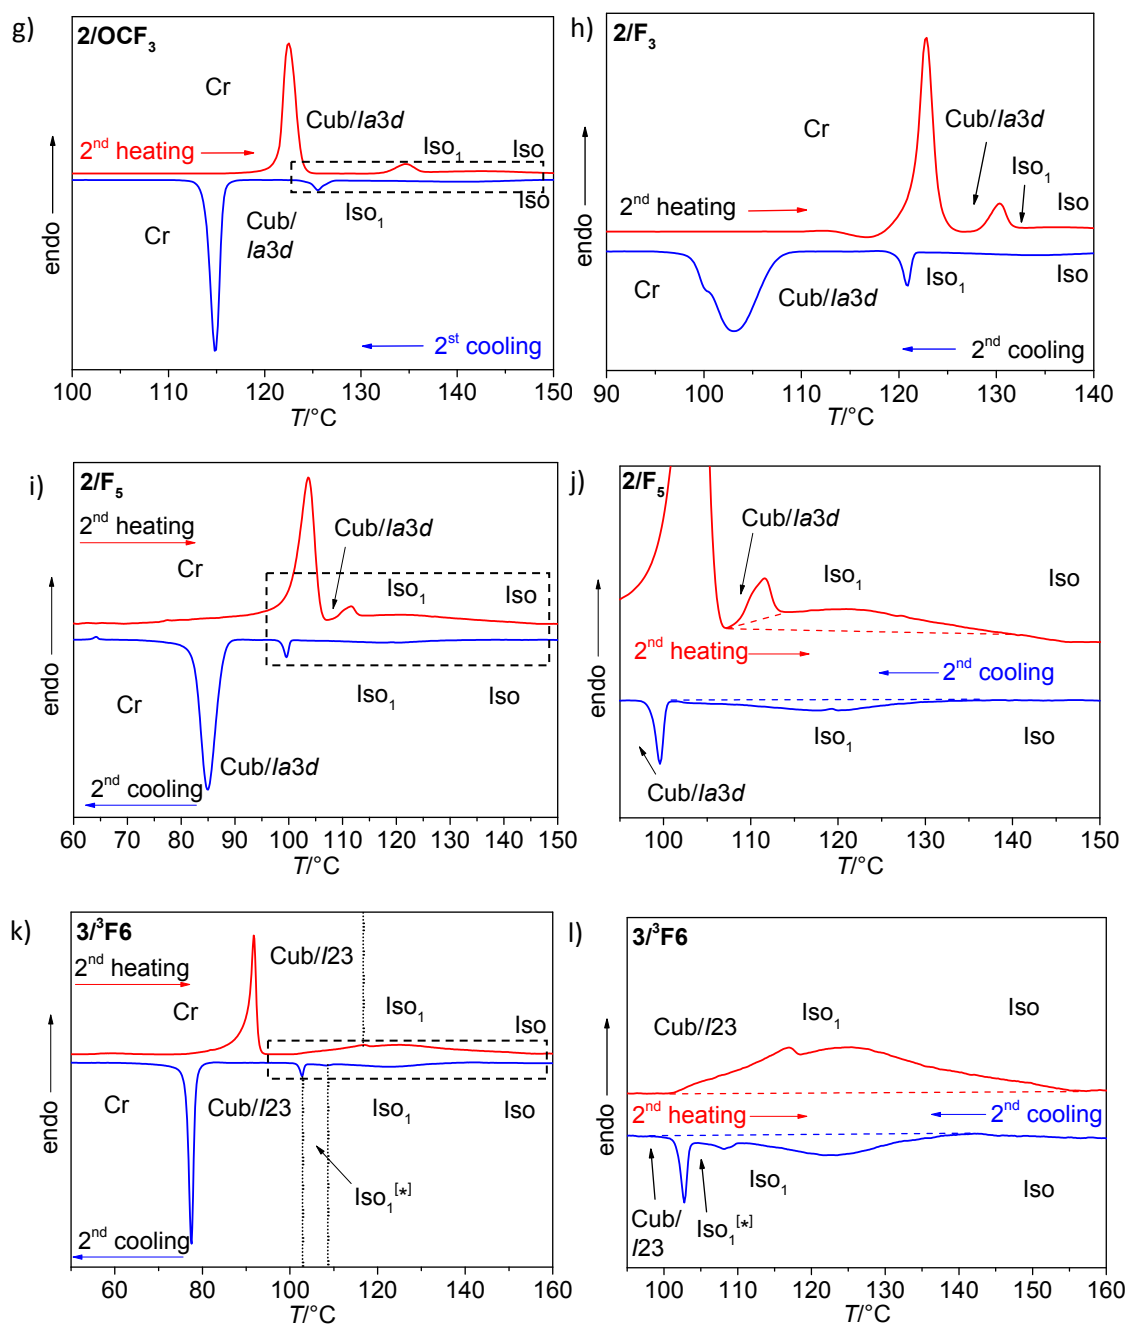 g)
2/OCF3
Cr
Cub/Ia3d
Iso1
Iso
2nd heating
Iso
Iso1
Cub/
Ia3d
Cr
2st cooling
endo
100 110 120 130 140 150
T/°C
h)
2/F3
Cr
Cub/Ia3d
Iso1
Iso
2nd heating
Cr
Cub/Ia3d
Iso1
Iso
2nd cooling
endo
90 100 110 120 130 140
T/°C
i)
2/F5
2nd heating
Cub/Ia3d
Cr
Iso1
Iso
Iso1
Iso
Cr
Cub/Ia3d
2nd cooling
endo
60 70 80 90 100 110 120 130 140 150
T/°C
j)
2/F5
Cub/Ia3d
Iso1
Iso
2nd heating
2nd cooling
Iso1
Iso
Cub/Ia3d
endo
100 110 120 130 140 150
T/°C
k)
3/³F6
2nd heating
Cub/I23
Cr
Iso1
Iso
Cr
Cub/I23
Iso1
Iso
Iso1[*]
2nd cooling
endo
60 80 100 120 140 160
T/°C
l)
3/³F6
Cub/I23
Iso1
Iso
2nd heating
2nd cooling
Iso1
Iso
Cub/
I23
Iso1[*]
endo
100 110 120 130 140 150 160
T/°C